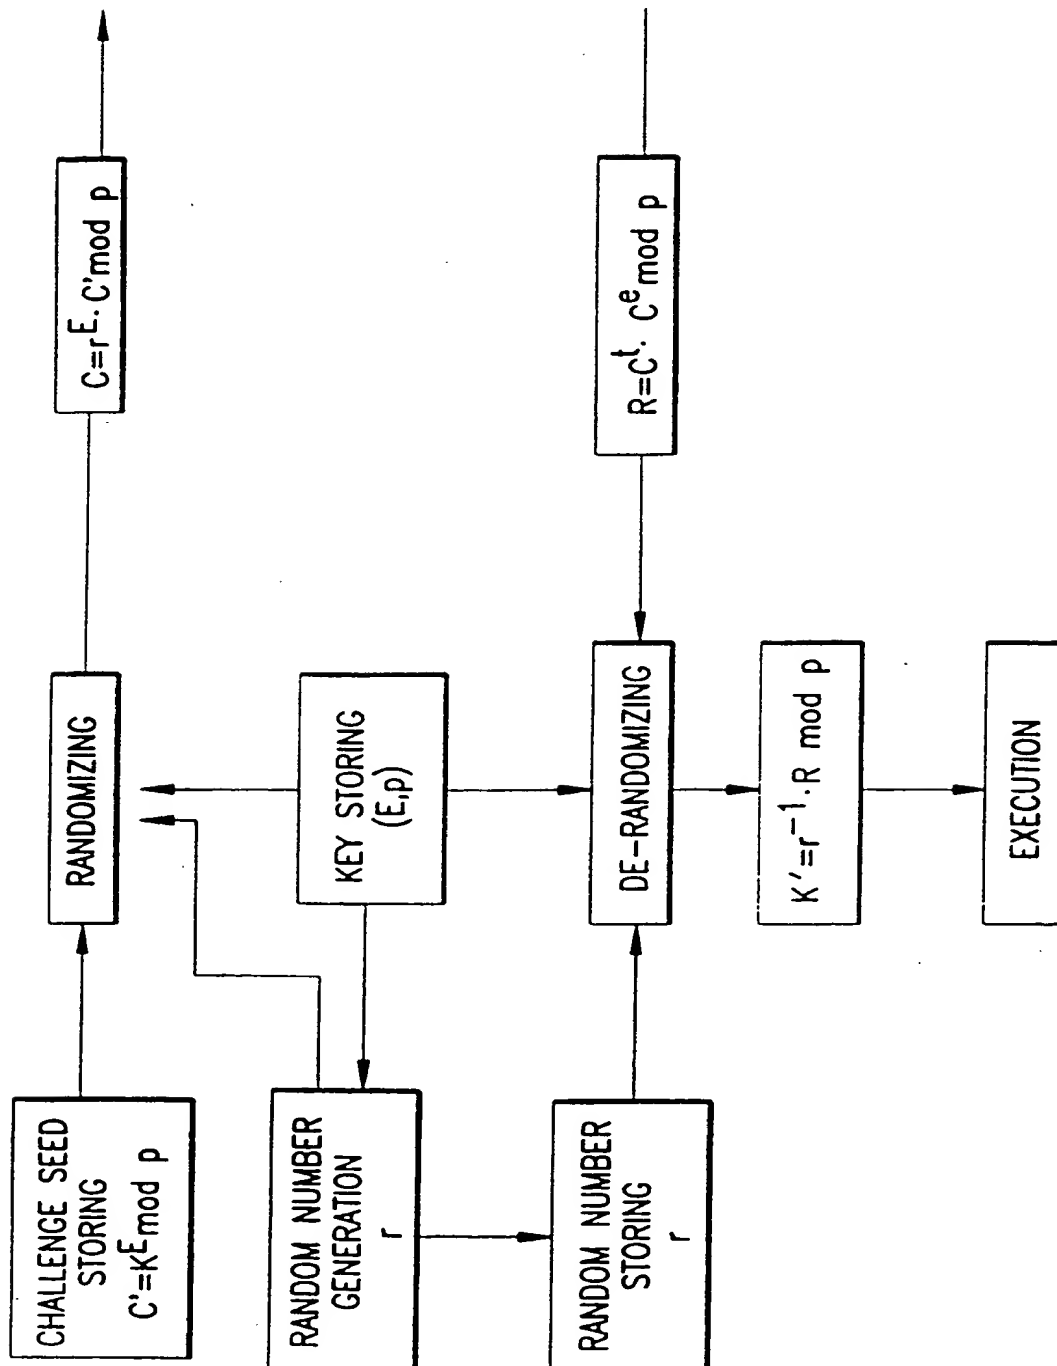 CHALLENGE SEED
STORING
C'=K^E mod p
RANDOMIZING
C=r^E· C' mod p
RANDOM NUMBER
GENERATION
r
KEY STORING
(E,p)
RANDOM NUMBER
STORING
r
DE-RANDOMIZING
R=C^t· C^e mod p
K'=r^-1·R mod p
EXECUTION